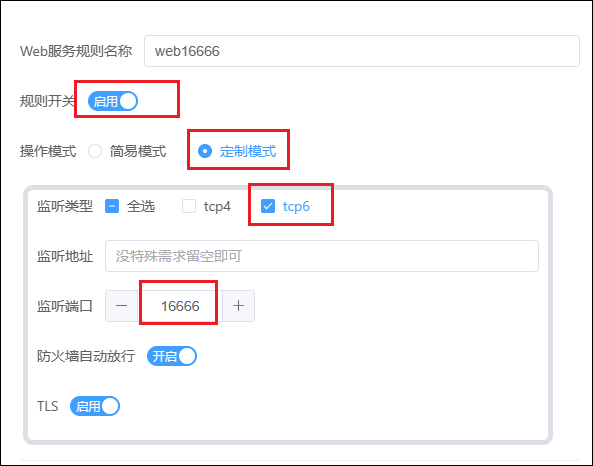 Web服务规则名称 web16666
规则开关 启用
操作模式 简易模式 定制模式
监听类型 全选 tcp4 tcp6
监听地址 没特殊需求留空即可
监听端口 16666
防火墙自动放行 开启
TLS 启用